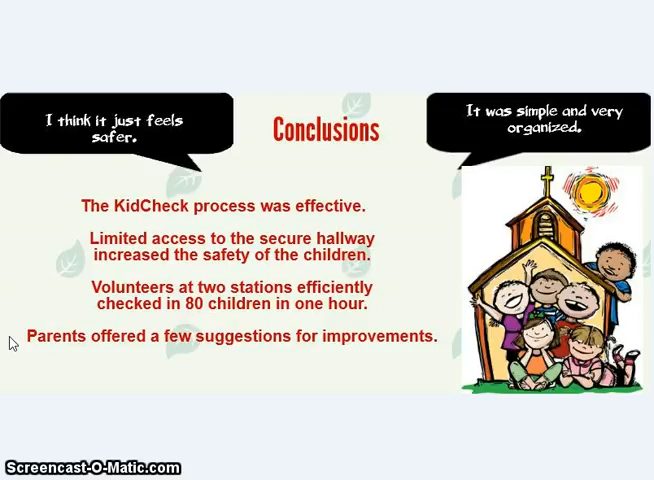 I think it just feels
safer.
Conclusions
It was simple and very
organized.
The KidCheck process was effective.
Limited access to the secure hallway
increased the safety of the children.
Volunteers at two stations efficiently
checked in 80 children in one hour.
Parents offered a few suggestions for improvements.
Screencast-O-Matic.com